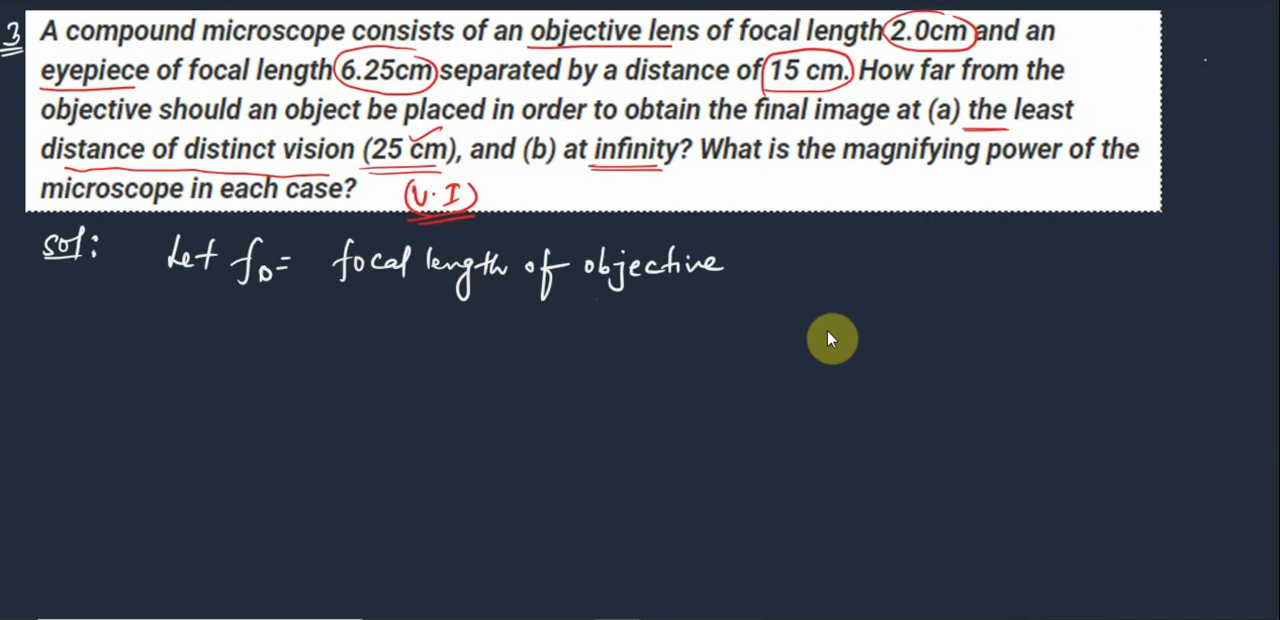 3 A compound microscope consists of an objective lens of focal length 2.0cm and an
eyepiece of focal length 6.25cm separated by a distance of 15 cm. How far from the
objective should an object be placed in order to obtain the final image at (a) the least
distance of distinct vision (25 cm), and (b) at infinity? What is the magnifying power of the
microscope in each case? (V.I)
Sol: Let fo= focal length of objective